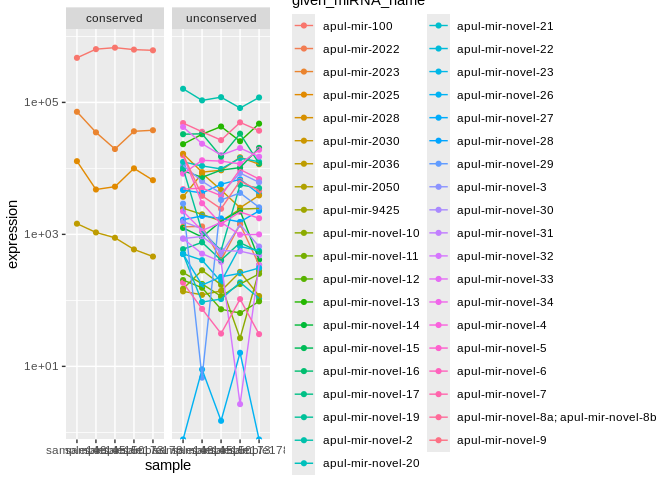 given_miRNA_name
conserved
unconserved
1e+05
1e+03
1e+01
expression
sample
apul-mir-100
apul-mir-2022
apul-mir-2023
apul-mir-2025
apul-mir-2028
apul-mir-2030
apul-mir-2036
apul-mir-2050
apul-mir-9425
apul-mir-novel-10
apul-mir-novel-11
apul-mir-novel-12
apul-mir-novel-13
apul-mir-novel-14
apul-mir-novel-15
apul-mir-novel-16
apul-mir-novel-17
apul-mir-novel-19
apul-mir-novel-2
apul-mir-novel-20
apul-mir-novel-21
apul-mir-novel-22
apul-mir-novel-23
apul-mir-novel-26
apul-mir-novel-27
apul-mir-novel-28
apul-mir-novel-29
apul-mir-novel-3
apul-mir-novel-30
apul-mir-novel-31
apul-mir-novel-32
apul-mir-novel-33
apul-mir-novel-34
apul-mir-novel-4
apul-mir-novel-5
apul-mir-novel-6
apul-mir-novel-7
apul-mir-novel-8a; apul-mir-novel-8b
apul-mir-novel-9